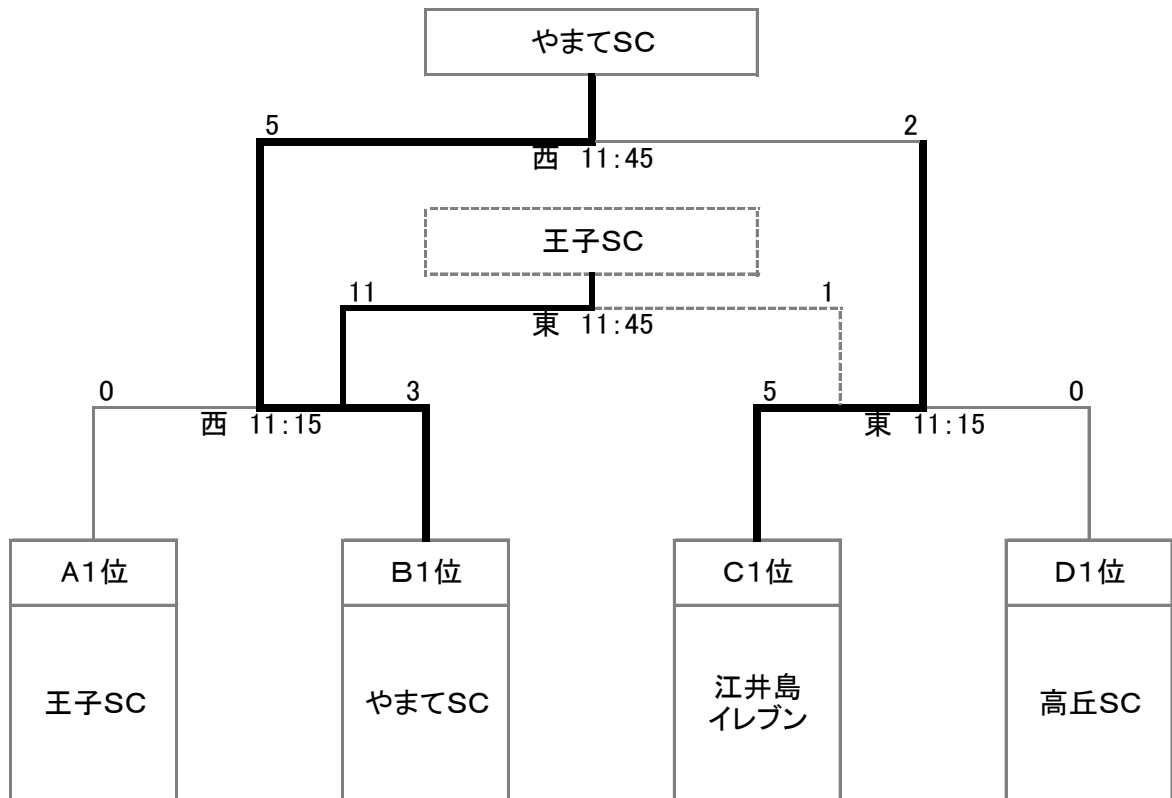 やまてSC
5
2
西 11:45
王子SC
11
1
東 11:45
0
3
5
0
西 11:15
東 11:15
A1位
B1位
C1位
D1位
王子SC
やまてSC
江井島
イレブン
高丘SC